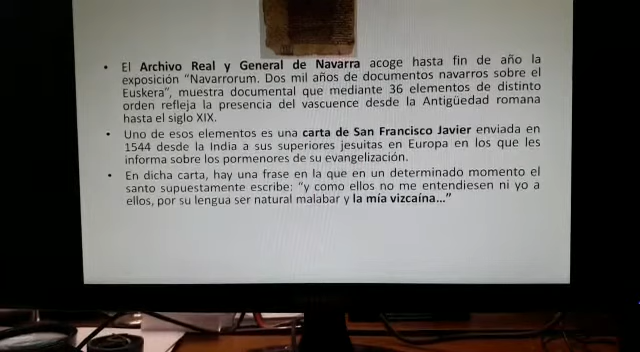 • El Archivo Real y General de Navarra acoge hasta fin de año la
exposición "Navarrorum. Dos mil años de documentos navarros sobre el
Euskera", muestra documental que mediante 36 elementos de distinto
orden refleja la presencia del vascuence desde la Antigüedad romana
hasta el siglo XIX.
• Uno de esos elementos es una carta de San Francisco Javier enviada en
1544 desde la India a sus superiores jesuitas en Europa en los que les
informa sobre los pormenores de su evangelización.
• En dicha carta, hay una frase en la que en un determinado momento el
santo supuestamente escribe: "y como ellos no me entendiesen ni yo a
ellos, por su lengua ser natural malabar y la mía vizcaína..."